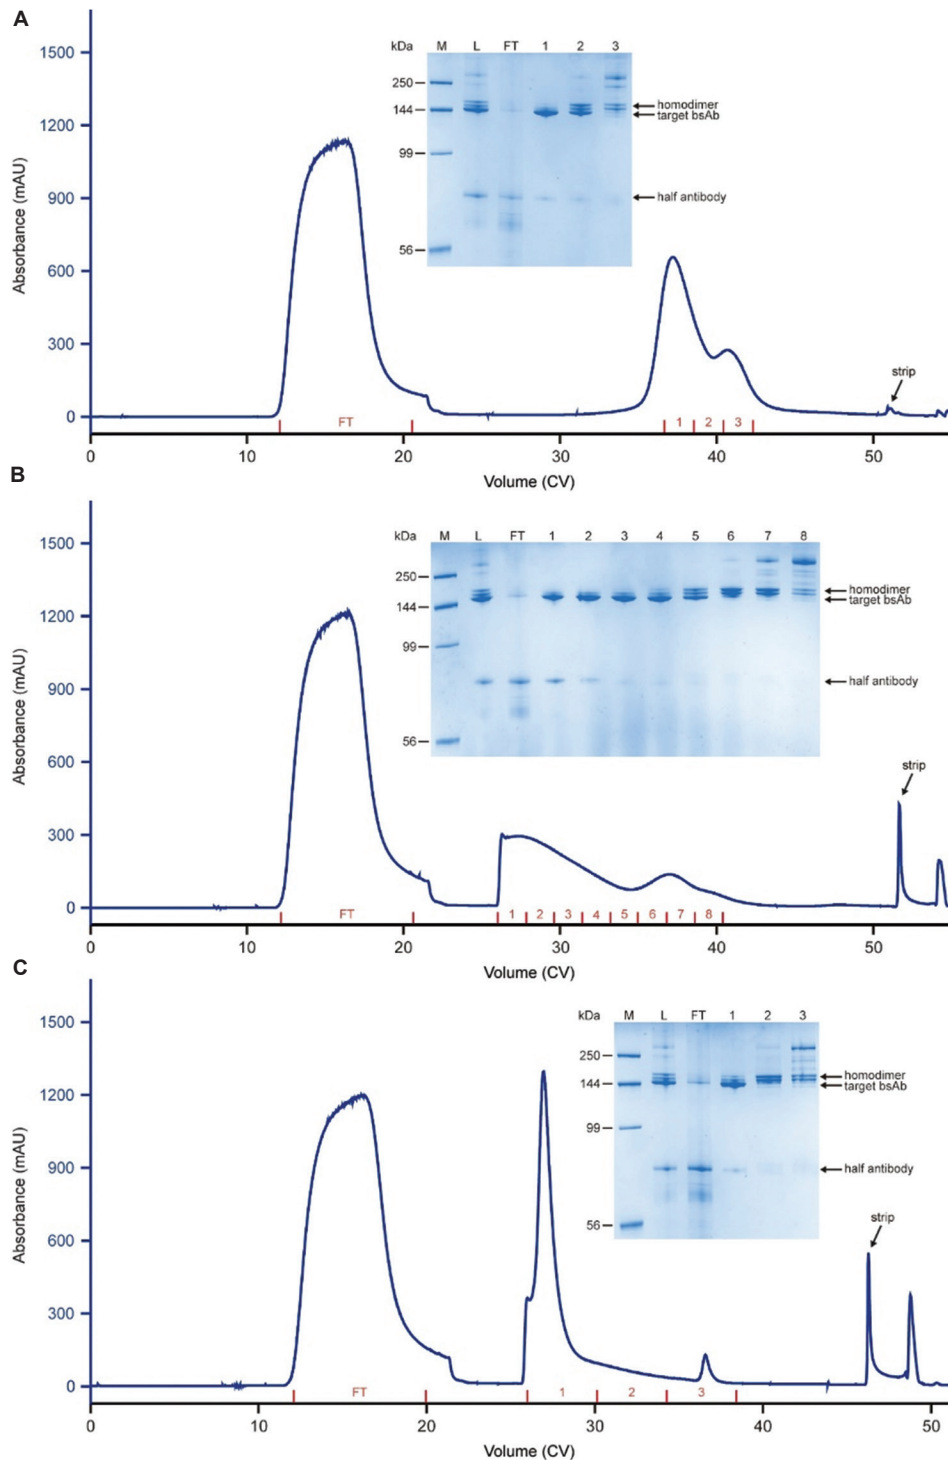 A
1500
1200
900
600
300
0
Absorbance (mAU)
kDa M L FT 1 2 3
250
144
99
56
homodimer
target bsAb
half antibody
strip
FT 1 2 3
0 10 20 30 40 50
Volume (CV)
B
1500
1200
900
600
300
0
Absorbance (mAU)
kDa M L FT 1 2 3 4 5 6 7 8
250
144
99
56
homodimer
target bsAb
half antibody
strip
FT 1 2 3 4 5 6 7 8
0 10 20 30 40 50
Volume (CV)
C
1500
1200
900
600
300
0
Absorbance (mAU)
kDa M L FT 1 2 3
250
144
99
56
homodimer
target bsAb
half antibody
strip
FT 1 2 3
0 10 20 30 40 50
Volume (CV)